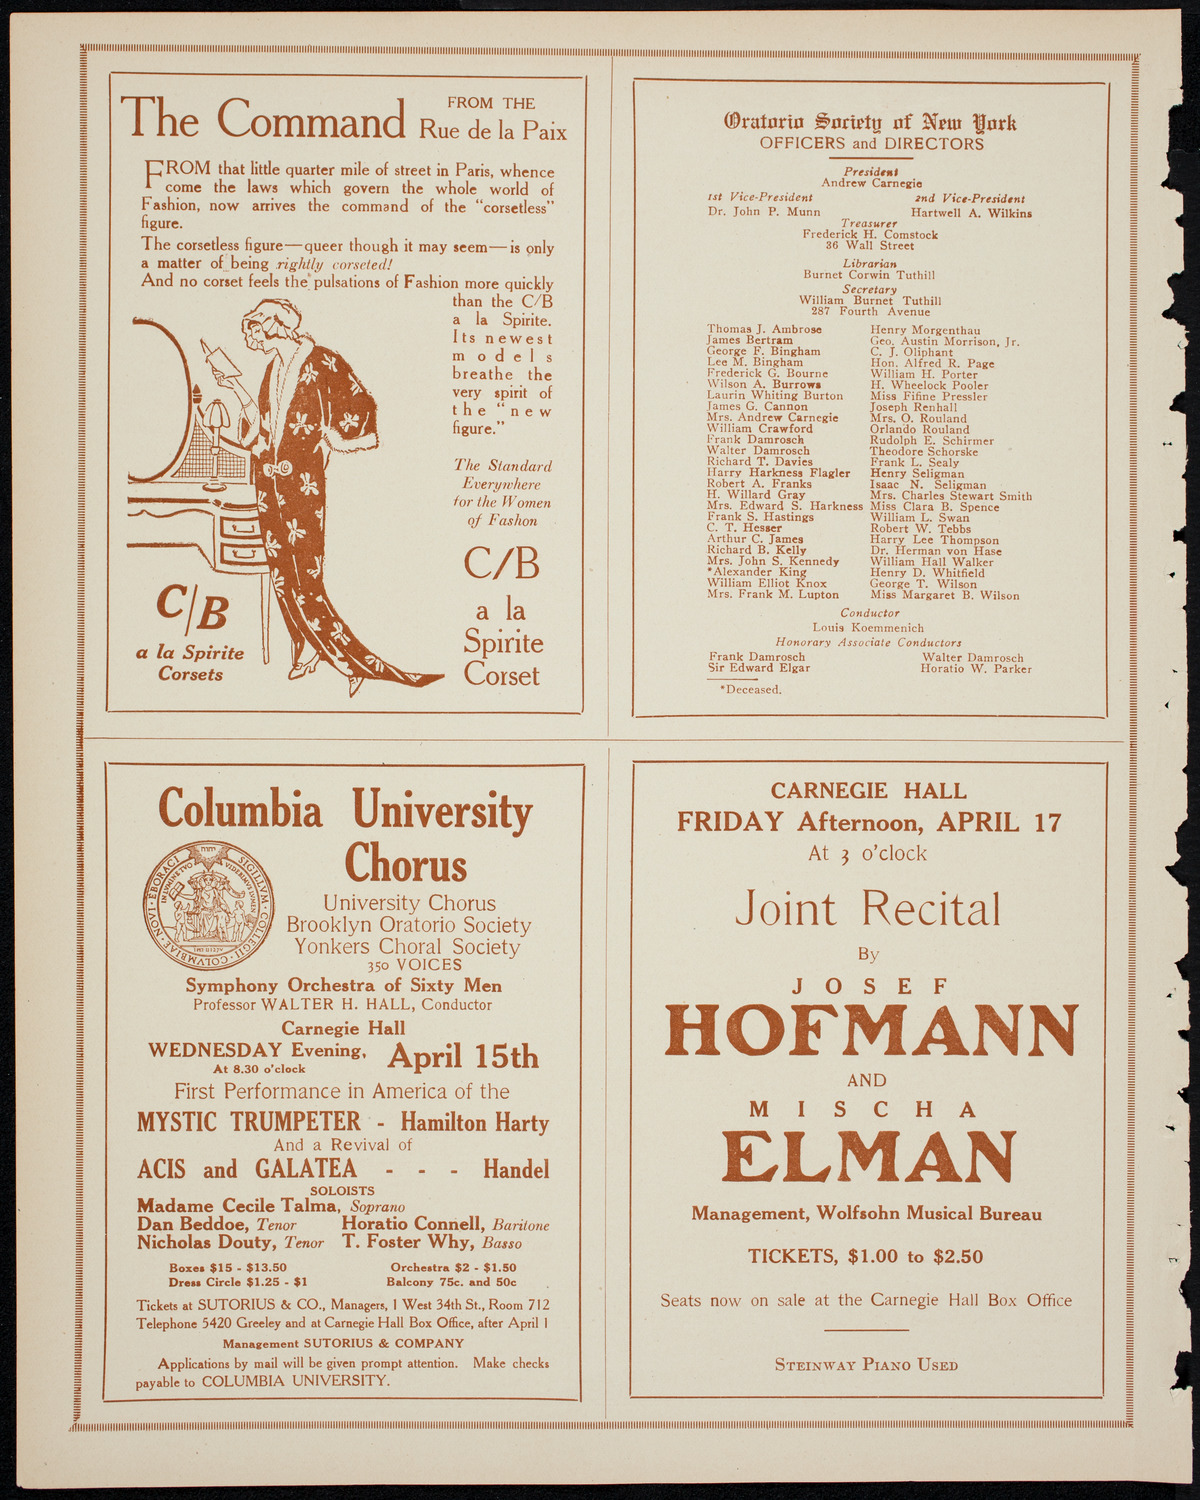 The Command FROM THE
Rue de la Paix
FROM that little quarter mile of street in Paris, whence
come the laws which govern the whole world of
Fashion, now arrives the command of the "corsetless"
figure.
The corsetless figure—queer though it may seem—is only
a matter of being rightly corseted!
And no corset feels the pulsations of Fashion more quickly
than the C/B
a la Spirite.
Its newest
models
breathe the
very spirit of
the "new
figure."
The Standard
Everywhere
for the Women
of Fashon
C/B
a la
Spirite
Corset
C/B
a la Spirite
Corsets
Oratorio Society of New York
OFFICERS and DIRECTORS
President
Andrew Carnegie
1st Vice-President 2nd Vice-President
Dr. John P. Munn Hartwell A. Wilkins
Treasurer
Frederick H. Comstock
36 Wall Street
Librarian
Burnet Corwin Tuthill
Secretary
William Burnet Tuthill
287 Fourth Avenue
Thomas J. Ambrose Henry Morgenthau
James Bertram Geo. Austin Morrison, Jr.
George F. Bingham C. J. Oliphant
Lee M. Bingham Hon. Alfred R. Page
Frederick G. Bourne William H. Porter
Wilson A. Burrows H. Wheelock Pooler
Laurin Whiting Burton Miss Fifine Pressler
James G. Cannon Joseph Renhall
Mrs. Andrew Carnegie Mrs. O. Rouland
William Crawford Orlando Rouland
Frank Damrosch Rudolph E. Schirmer
Walter Damrosch Theodore Schorske
Richard T. Davies Frank L. Sealy
Harry Harkness Flagler Henry Seligman
Robert A. Franks Isaac N. Seligman
H. Willard Gray Mrs. Charles Stewart Smith
Mrs. Edward S. Harkness Miss Clara B. Spence
Frank S. Hastings William L. Swan
C. T. Hesser Robert W. Tebbs
Arthur C. James Harry Lee Thompson
Richard B. Kelly Dr. Herman von Hase
Mrs. John S. Kennedy William Hall Walker
*Alexander King Henry D. Whitfield
William Elliot Knox George T. Wilson
Mrs. Frank M. Lupton Miss Margaret B. Wilson
Conductor
Louis Koemmenich
Honorary Associate Conductors
Frank Damrosch Walter Damrosch
Sir Edward Elgar Horatio W. Parker
*Deceased.
Columbia University
Chorus
SIGILLVM · COLLEGII · COLVMBIAE · NOVI · EBORACI
IN LVMINE TVO VIDEBIMVS LVMEN
University Chorus
Brooklyn Oratorio Society
Yonkers Choral Society
350 VOICES
Symphony Orchestra of Sixty Men
Professor WALTER H. HALL, Conductor
Carnegie Hall
WEDNESDAY Evening, April 15th
At 8.30 o'clock
First Performance in America of the
MYSTIC TRUMPETER - Hamilton Harty
And a Revival of
ACIS and GALATEA - - - Handel
SOLOISTS
Madame Cecile Talma, Soprano
Dan Beddoe, Tenor Horatio Connell, Baritone
Nicholas Douty, Tenor T. Foster Why, Basso
Boxes $15 - $13.50 Orchestra $2 - $1.50
Dress Circle $1.25 - $1 Balcony 75c. and 50c
Tickets at SUTORIUS & CO., Managers, 1 West 34th St., Room 712
Telephone 5420 Greeley and at Carnegie Hall Box Office, after April 1
Management SUTORIUS & COMPANY
Applications by mail will be given prompt attention. Make checks
payable to COLUMBIA UNIVERSITY.
CARNEGIE HALL
FRIDAY Afternoon, APRIL 17
At 3 o'clock
Joint Recital
By
JOSEF
HOFMANN
AND
MISCHA
ELMAN
Management, Wolfsohn Musical Bureau
TICKETS, $1.00 to $2.50
Seats now on sale at the Carnegie Hall Box Office
STEINWAY PIANO USED